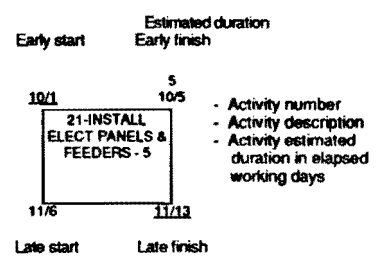 Estimated duration
Early start Early finish
5
10/1 10/5
21-INSTALL
ELECT PANELS &
FEEDERS - 5
- Activity number
- Activity description
- Activity estimated
duration in elapsed
working days
11/6 11/13
Late start Late finish